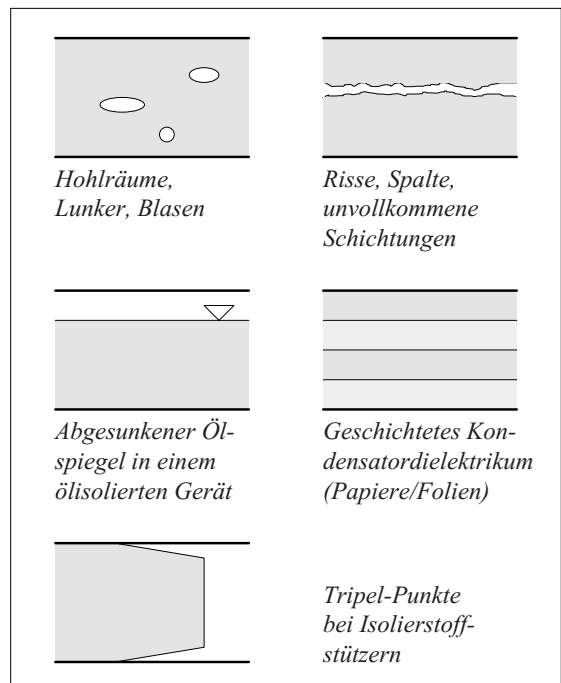 Hohlräume,
Lunker, Blasen
Risse, Spalte,
unvollkommene
Schichtungen
Abgesunkener Öl-
spiegel in einem
ölisolierten Gerät
Geschichtetes Kon-
densatordielektrikum
(Papiere/Folien)
Tripel-Punkte
bei Isolierstoff-
stützern